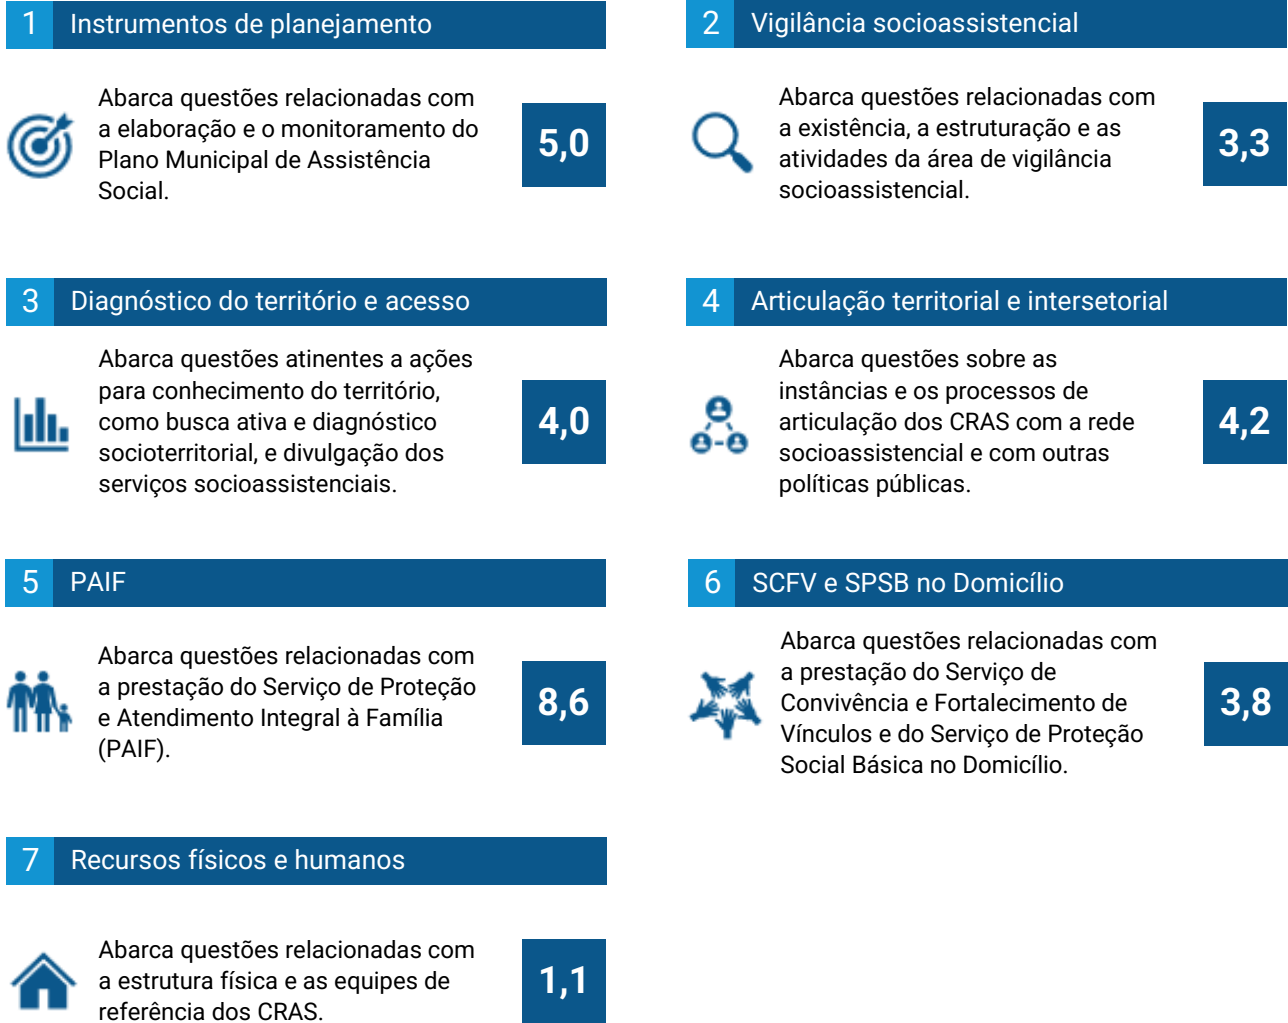 1 Instrumentos de planejamento
Abarca questões relacionadas com
a elaboração e o monitoramento do
Plano Municipal de Assistência
Social.
5,0
2 Vigilância socioassistencial
Abarca questões relacionadas com
a existência, a estruturação e as
atividades da área de vigilância
socioassistencial.
3,3
3 Diagnóstico do território e acesso
Abarca questões atinentes a ações
para conhecimento do território,
como busca ativa e diagnóstico
socioterritorial, e divulgação dos
serviços socioassistenciais.
4,0
4 Articulação territorial e intersetorial
Abarca questões sobre as
instâncias e os processos de
articulação dos CRAS com a rede
socioassistencial e com outras
políticas públicas.
4,2
5 PAIF
Abarca questões relacionadas com
a prestação do Serviço de Proteção
e Atendimento Integral à Família
(PAIF).
8,6
6 SCFV e SPSB no Domicílio
Abarca questões relacionadas com
a prestação do Serviço de
Convivência e Fortalecimento de
Vínculos e do Serviço de Proteção
Social Básica no Domicílio.
3,8
7 Recursos físicos e humanos
Abarca questões relacionadas com
a estrutura física e as equipes de
referência dos CRAS.
1,1